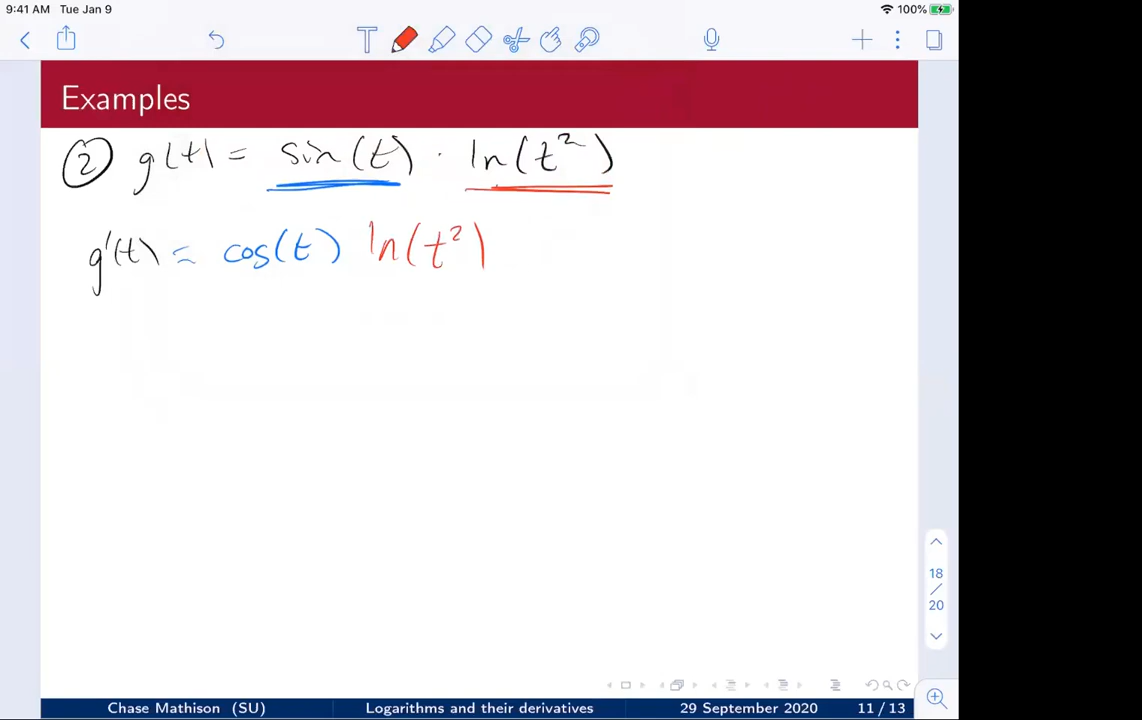 9:41 AM Tue Jan 9 100%
T
Examples
② g(t) = sin(t) · ln(t²)
g'(t) = cos(t) ln(t²)
18
/
20
Chase Mathison (SU) Logarithms and their derivatives 29 September 2020 11 / 13